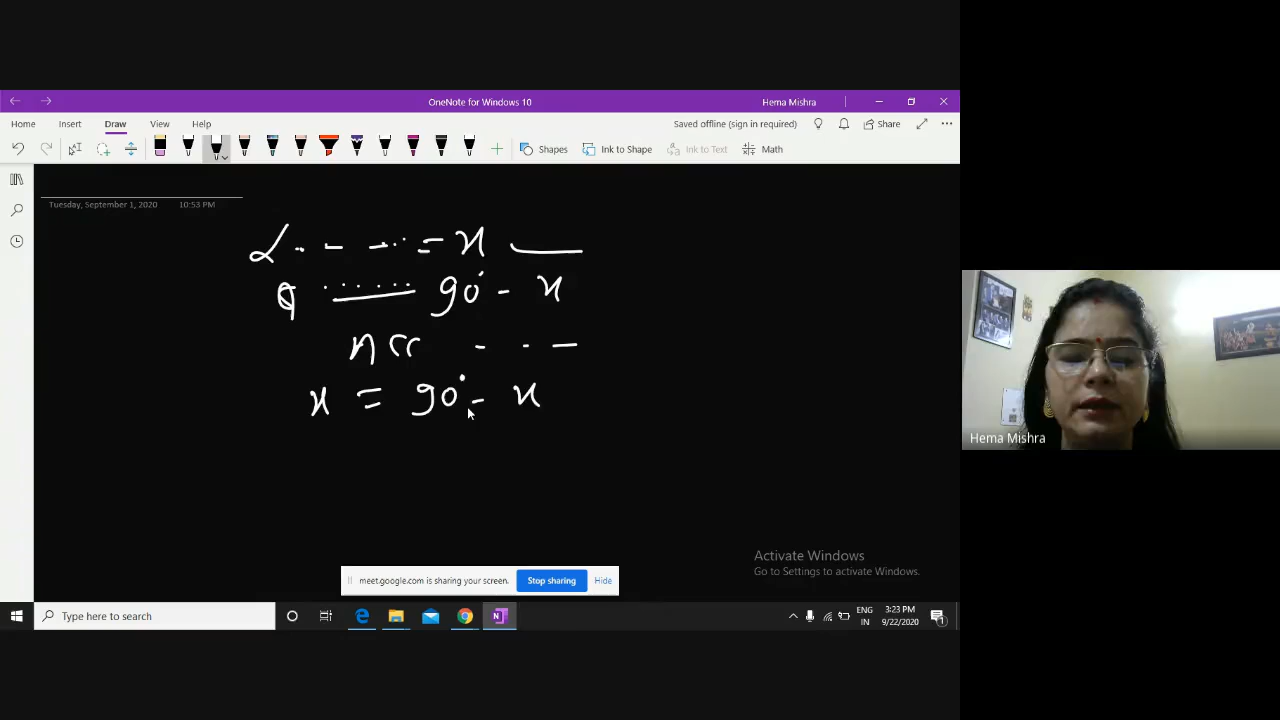 OneNote for Windows 10
Hema Mishra
Home Insert Draw View Help
Saved offline (sign in required) Share
Shapes Ink to Shape Ink to Text Math
Tuesday, September 1, 2020 10:53 PM
= x
90° - x
x = 90° - x
Hema Mishra
Activate Windows
Go to Settings to activate Windows.
meet.google.com is sharing your screen. Stop sharing Hide
Type here to search
ENG
IN
3:23 PM
9/22/2020
1